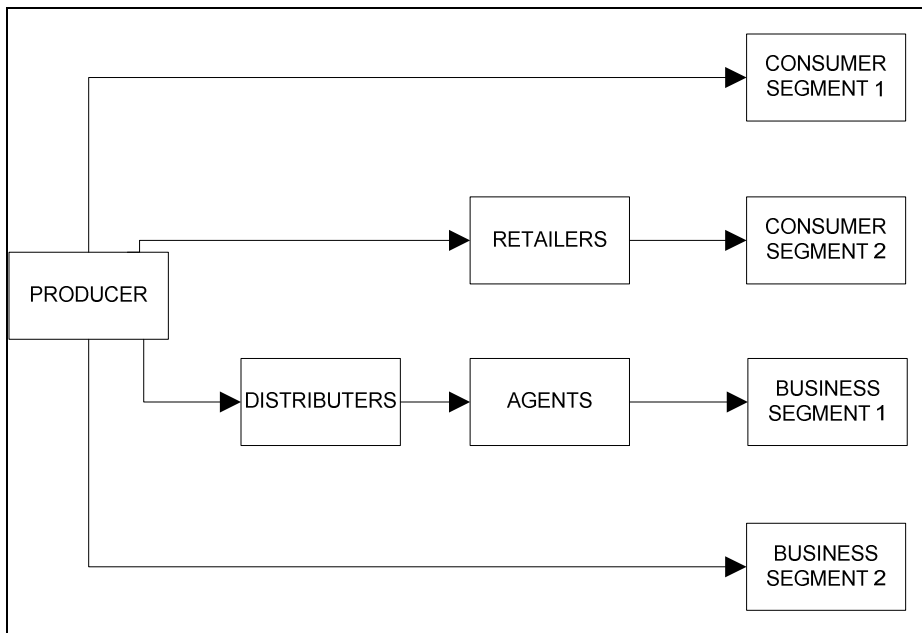 CONSUMER
SEGMENT 1
RETAILERS
CONSUMER
SEGMENT 2
PRODUCER
DISTRIBUTERS
AGENTS
BUSINESS
SEGMENT 1
BUSINESS
SEGMENT 2